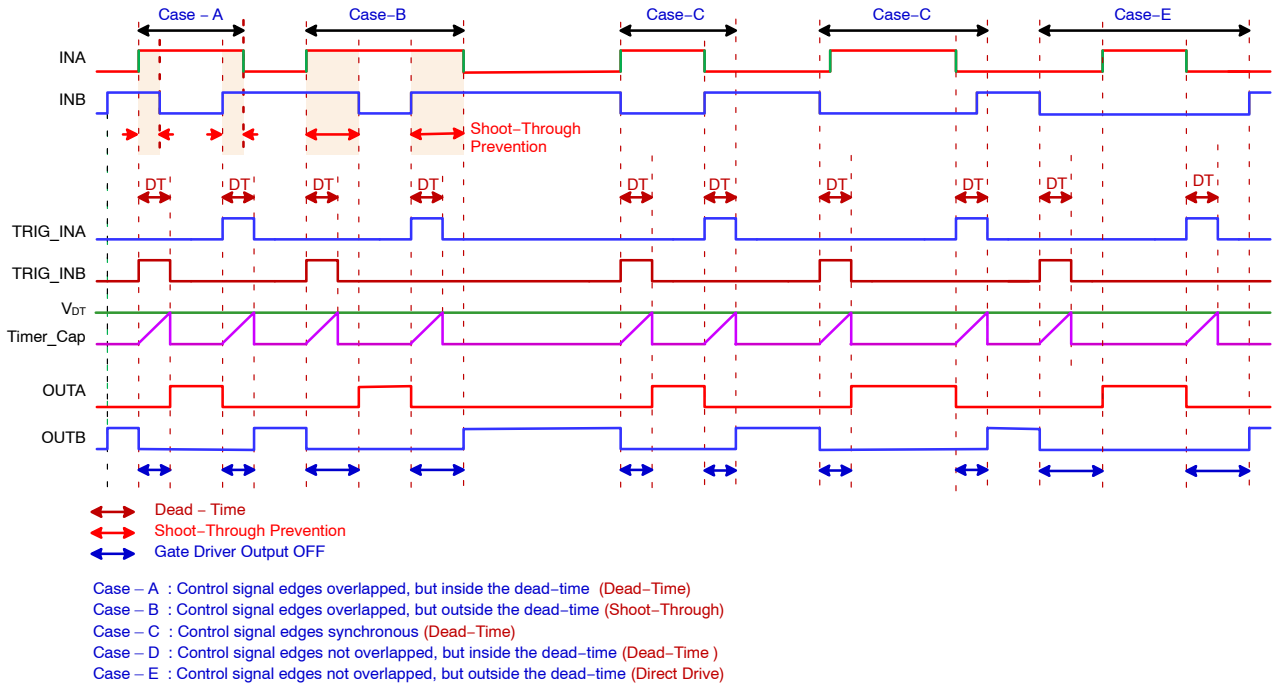 Case – A Case–B Case–C Case–C Case–E
INA
INB
Shoot–Through
Prevention
DT DT DT DT DT DT DT DT DT DT
TRIG_INA
TRIG_INB
VDT
Timer_Cap
OUTA
OUTB
Dead – Time
Shoot–Through Prevention
Gate Driver Output OFF
Case – A : Control signal edges overlapped, but inside the dead–time (Dead–Time)
Case – B : Control signal edges overlapped, but outside the dead–time (Shoot–Through)
Case – C : Control signal edges synchronous (Dead–Time)
Case – D : Control signal edges not overlapped, but inside the dead–time (Dead–Time )
Case – E : Control signal edges not overlapped, but outside the dead–time (Direct Drive)